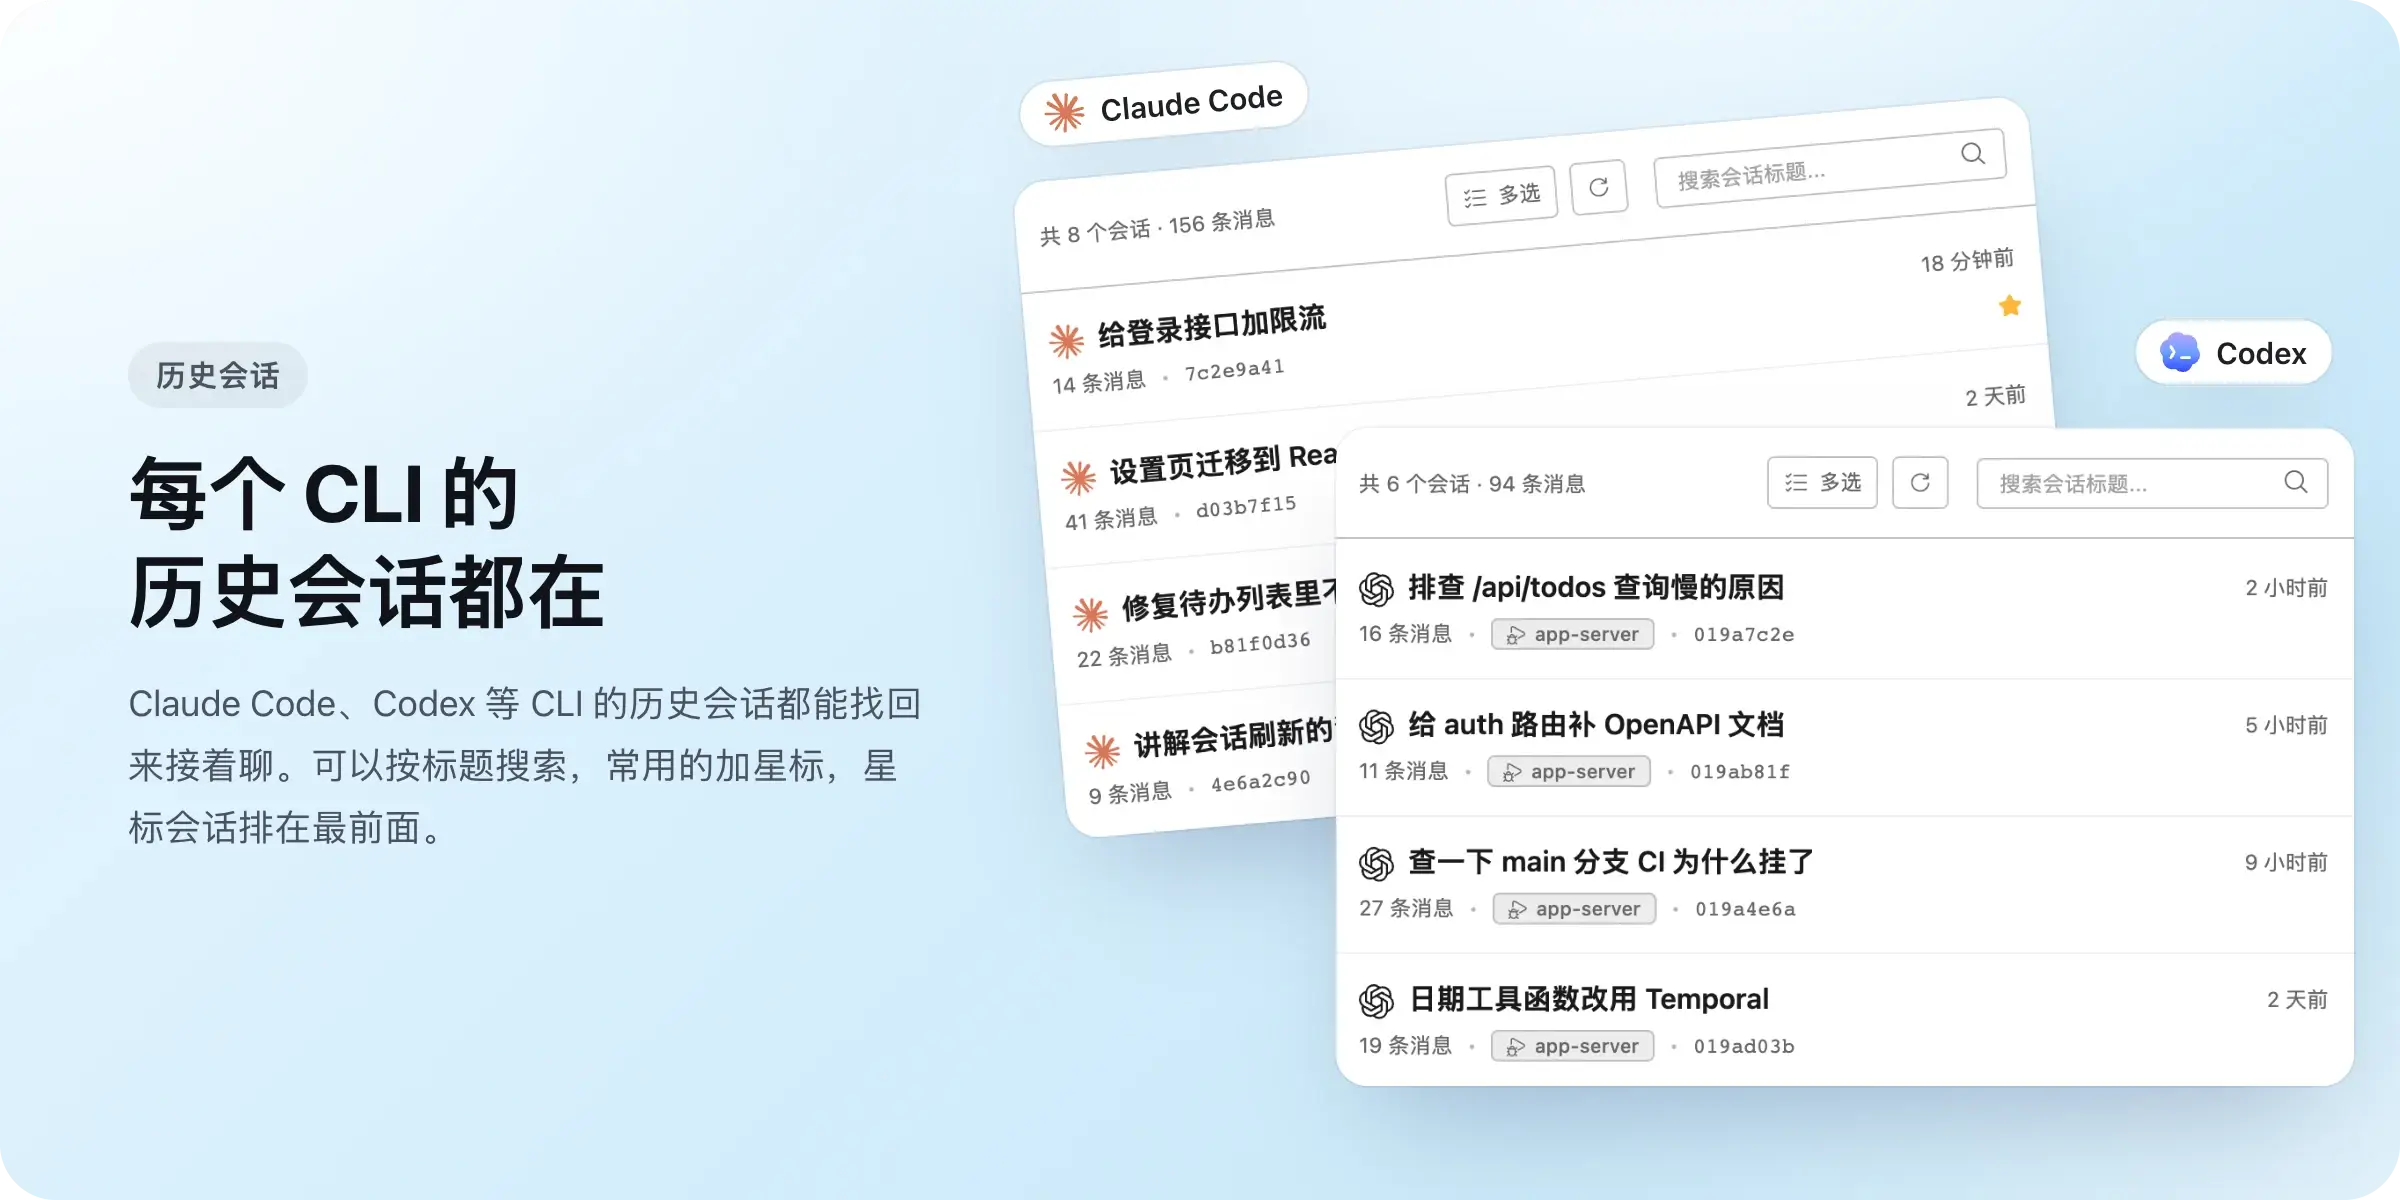 历史会话
每个 CLI 的
历史会话都在
Claude Code、Codex 等 CLI 的历史会话都能找回
来接着聊。可以按标题搜索，常用的加星标，星
标会话排在最前面。
Claude Code
共 8 个会话 · 156 条消息
多选
搜索会话标题...
给登录接口加限流
18 分钟前
14 条消息 · 7c2e9a41
设置页迁移到 Rea
2 天前
41 条消息 · d03b7f15
修复待办列表里
22 条消息 · b81f0d36
讲解会话刷新的
9 条消息 · 4e6a2c90
Codex
共 6 个会话 · 94 条消息
多选
搜索会话标题...
排查 /api/todos 查询慢的原因
2 小时前
16 条消息 · app-server · 019a7c2e
给 auth 路由补 OpenAPI 文档
5 小时前
11 条消息 · app-server · 019ab81f
查一下 main 分支 CI 为什么挂了
9 小时前
27 条消息 · app-server · 019a4e6a
日期工具函数改用 Temporal
2 天前
19 条消息 · app-server · 019ad03b